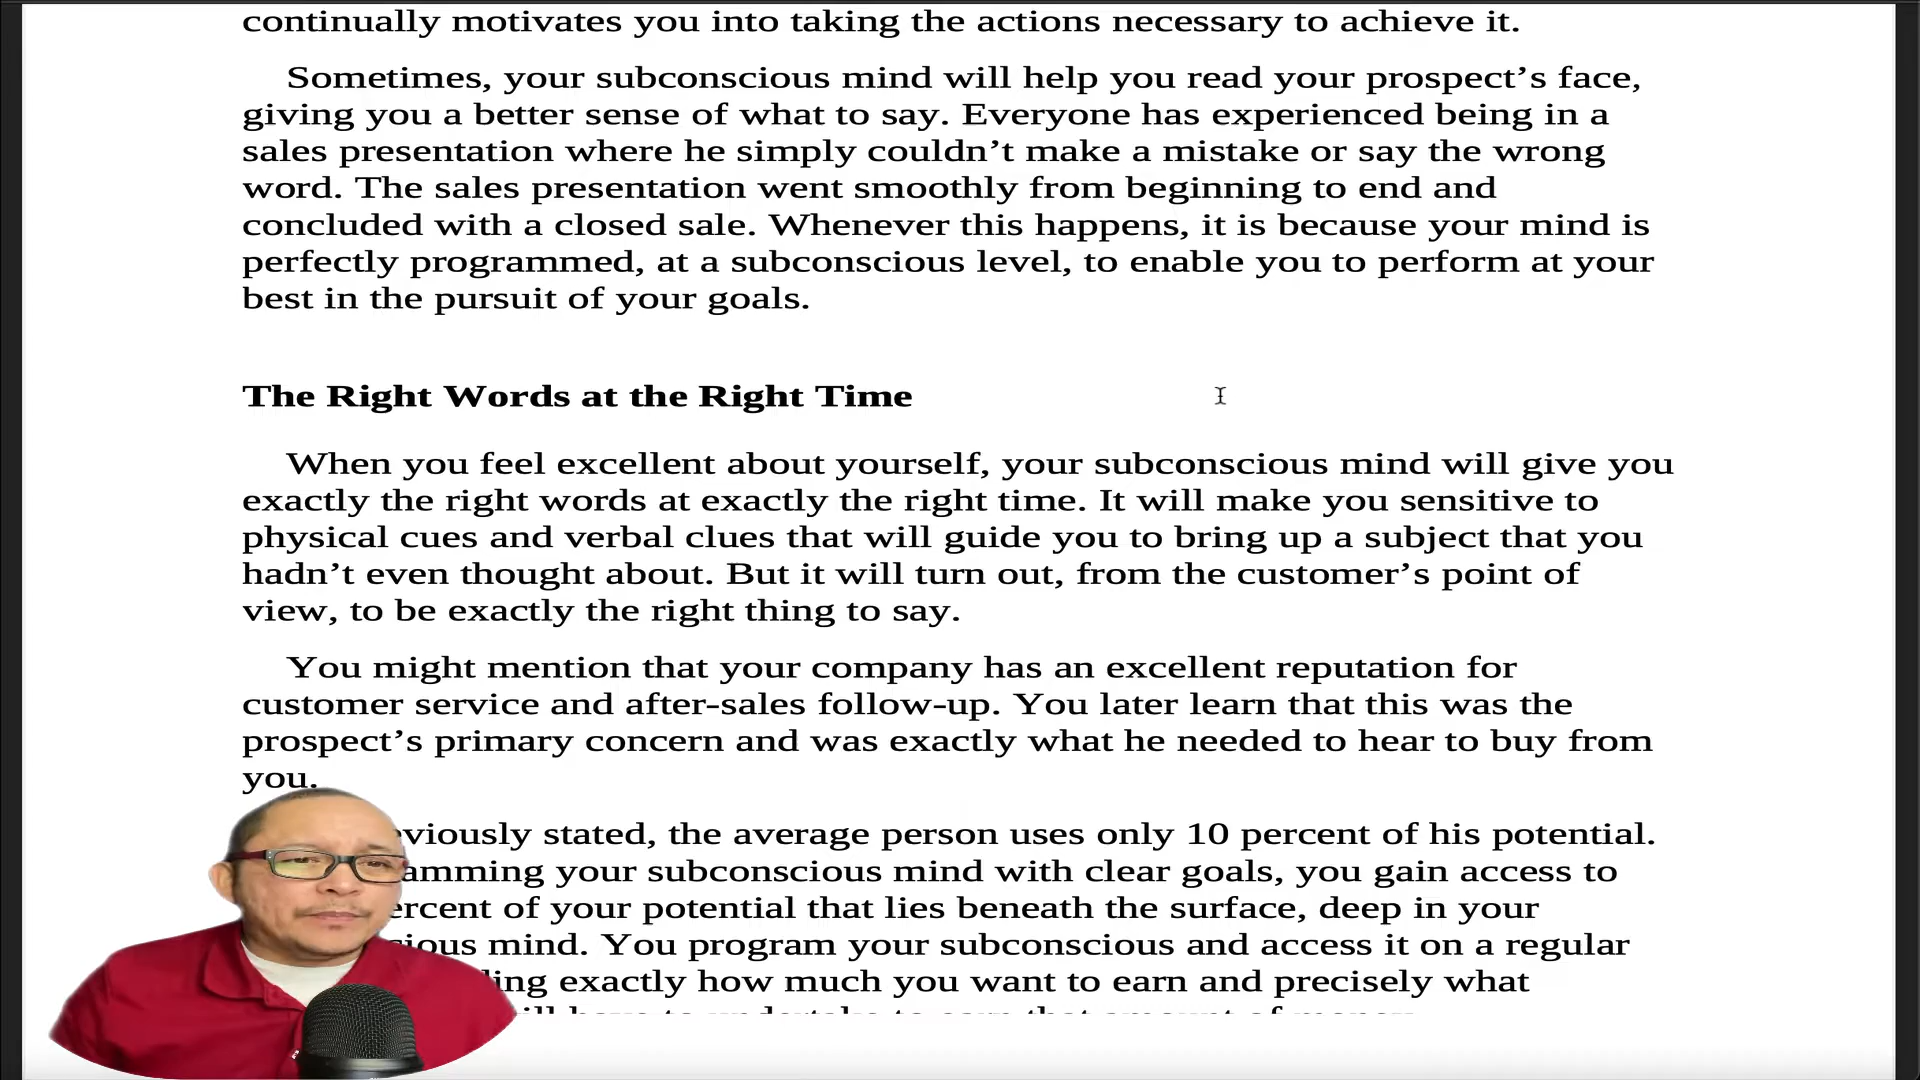 continually motivates you into taking the actions necessary to achieve it.
Sometimes, your subconscious mind will help you read your prospect’s face,
giving you a better sense of what to say. Everyone has experienced being in a
sales presentation where he simply couldn’t make a mistake or say the wrong
word. The sales presentation went smoothly from beginning to end and
concluded with a closed sale. Whenever this happens, it is because your mind is
perfectly programmed, at a subconscious level, to enable you to perform at your
best in the pursuit of your goals.
The Right Words at the Right Time
When you feel excellent about yourself, your subconscious mind will give you
exactly the right words at exactly the right time. It will make you sensitive to
physical cues and verbal clues that will guide you to bring up a subject that you
hadn’t even thought about. But it will turn out, from the customer’s point of
view, to be exactly the right thing to say.
You might mention that your company has an excellent reputation for
customer service and after-sales follow-up. You later learn that this was the
prospect’s primary concern and was exactly what he needed to hear to buy from
you.
stated, the average person uses only 10 percent of his potential.
your subconscious mind with clear goals, you gain access to
of your potential that lies beneath the surface, deep in your
mind. You program your subconscious and access it on a regular
exactly how much you want to earn and precisely what
have to undertake to earn that amount of money.